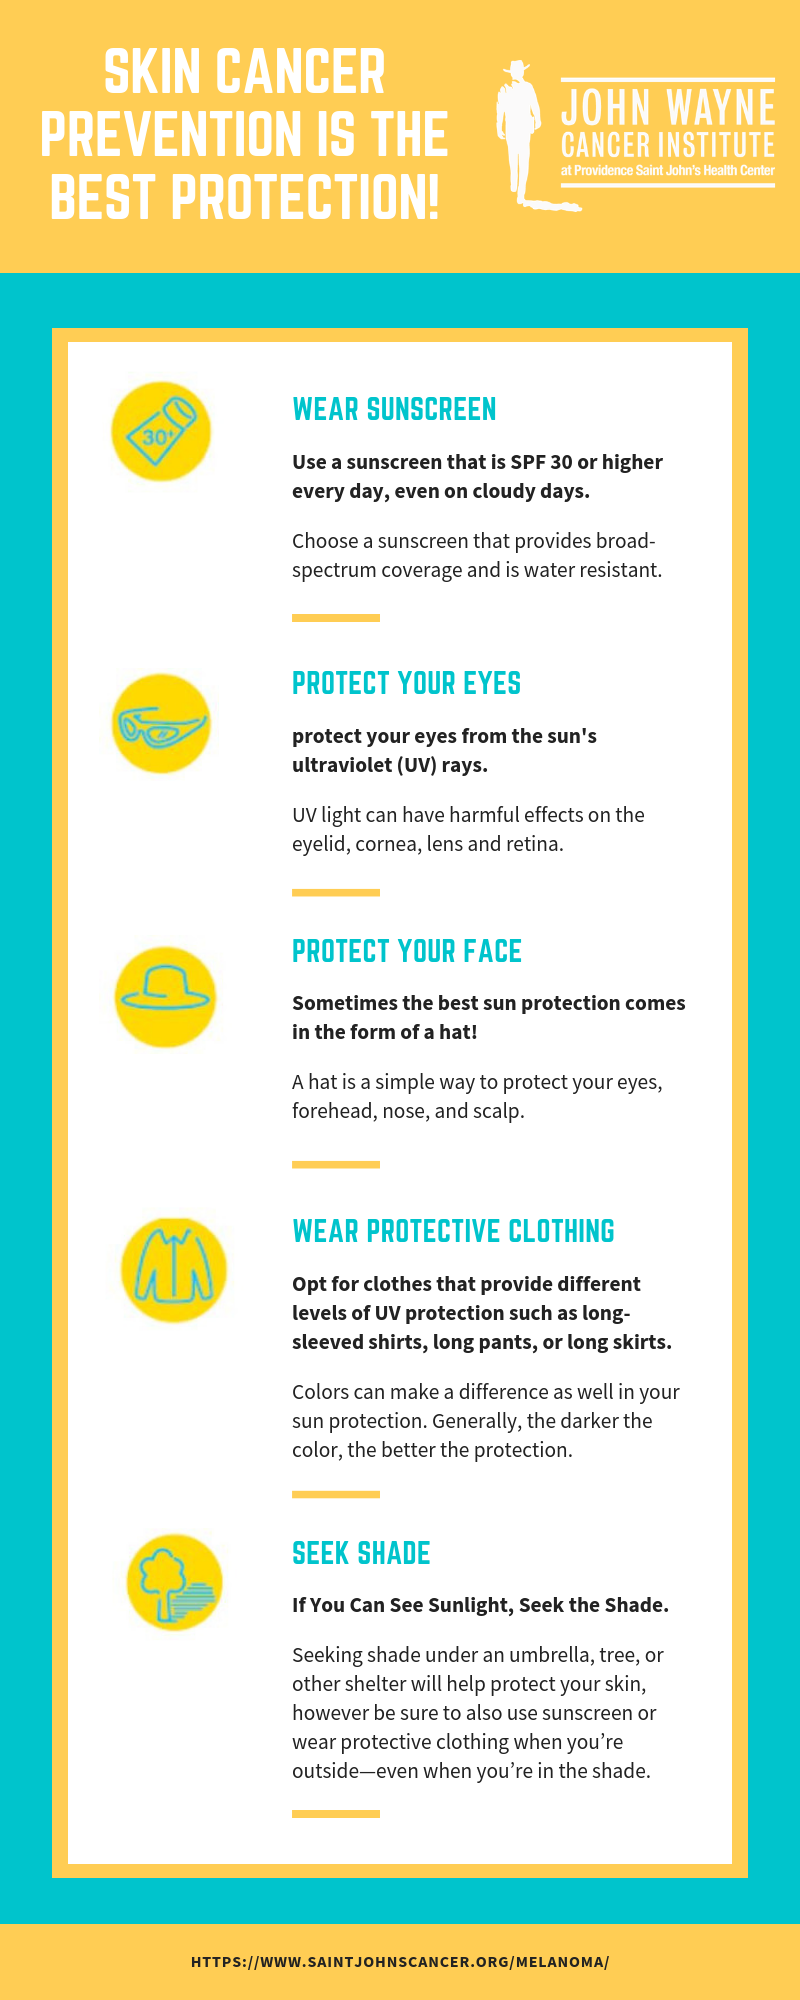 SKIN CANCER
PREVENTION IS THE
BEST PROTECTION!
JOHN WAYNE
CANCER INSTITUTE
at Providence Saint John's Health Center
30+
WEAR SUNSCREEN
Use a sunscreen that is SPF 30 or higher
every day, even on cloudy days.
Choose a sunscreen that provides broad-
spectrum coverage and is water resistant.
PROTECT YOUR EYES
protect your eyes from the sun's
ultraviolet (UV) rays.
UV light can have harmful effects on the
eyelid, cornea, lens and retina.
PROTECT YOUR FACE
Sometimes the best sun protection comes
in the form of a hat!
A hat is a simple way to protect your eyes,
forehead, nose, and scalp.
WEAR PROTECTIVE CLOTHING
Opt for clothes that provide different
levels of UV protection such as long-
sleeved shirts, long pants, or long skirts.
Colors can make a difference as well in your
sun protection. Generally, the darker the
color, the better the protection.
SEEK SHADE
If You Can See Sunlight, Seek the Shade.
Seeking shade under an umbrella, tree, or
other shelter will help protect your skin,
however be sure to also use sunscreen or
wear protective clothing when you’re
outside—even when you’re in the shade.
HTTPS://WWW.SAINTJOHNSCANCER.ORG/MELANOMA/